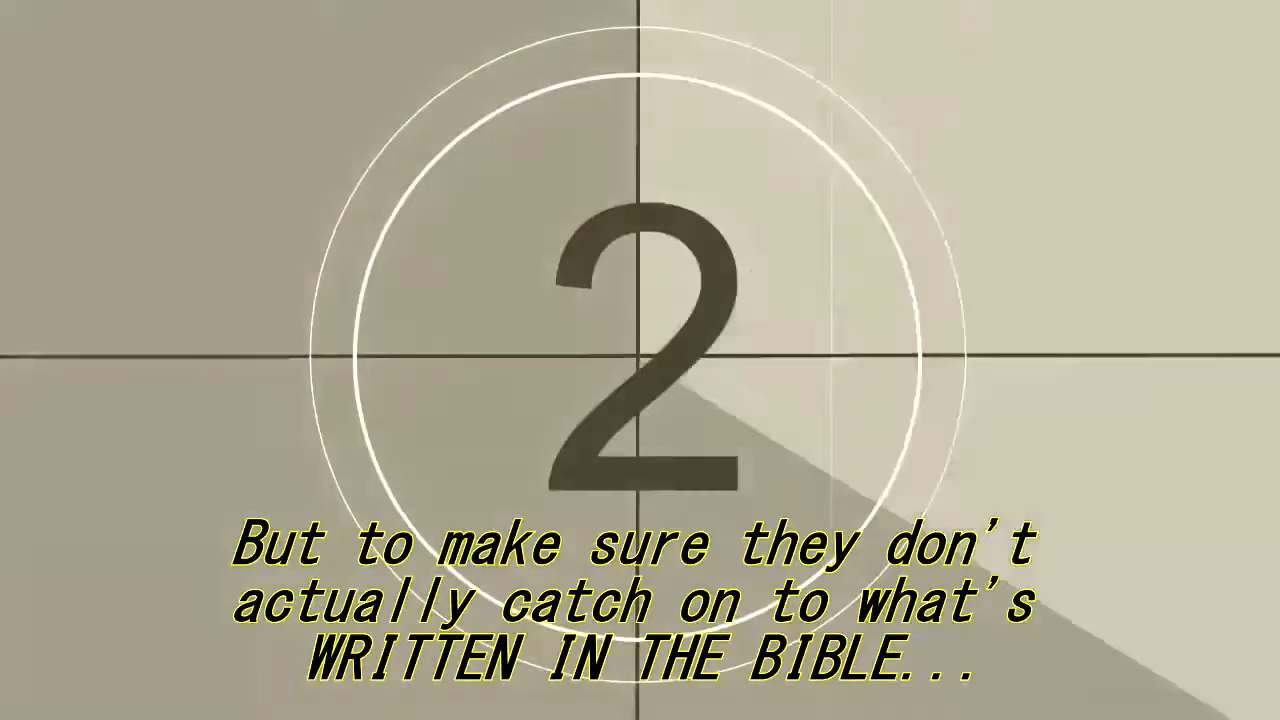 2
But to make sure they don't
actually catch on to what's
WRITTEN IN THE BIBLE...